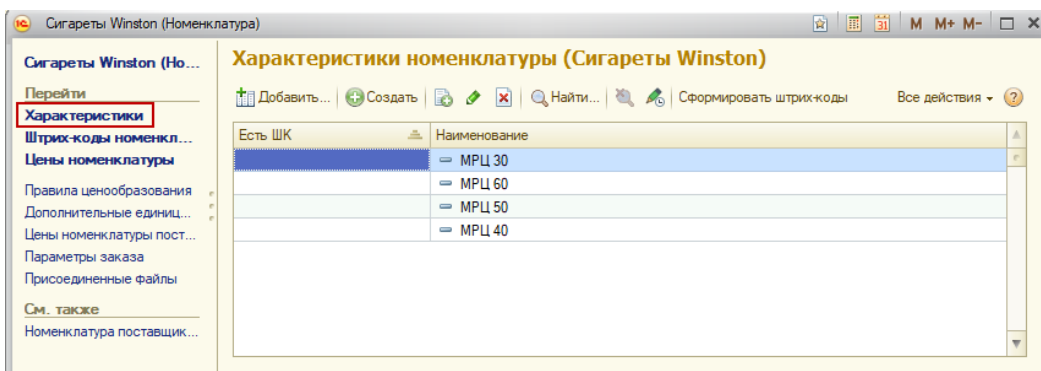 1С Сигареты Winston (Номенклатура) 31 M M+ M-
Сигареты Winston (Но...
Перейти
Характеристики
Штрих-коды номенкл...
Цены номенклатуры
Правила ценообразования
Дополнительные единиц...
Цены номенклатуры пост...
Параметры заказа
Присоединенные файлы
См. также
Номенклатура поставщик...
Характеристики номенклатуры (Сигареты Winston)
Добавить... Создать Найти... Сформировать штрих-коды Все действия ?
Есть ШК Наименование
МРЦ 30
МРЦ 60
МРЦ 50
МРЦ 40